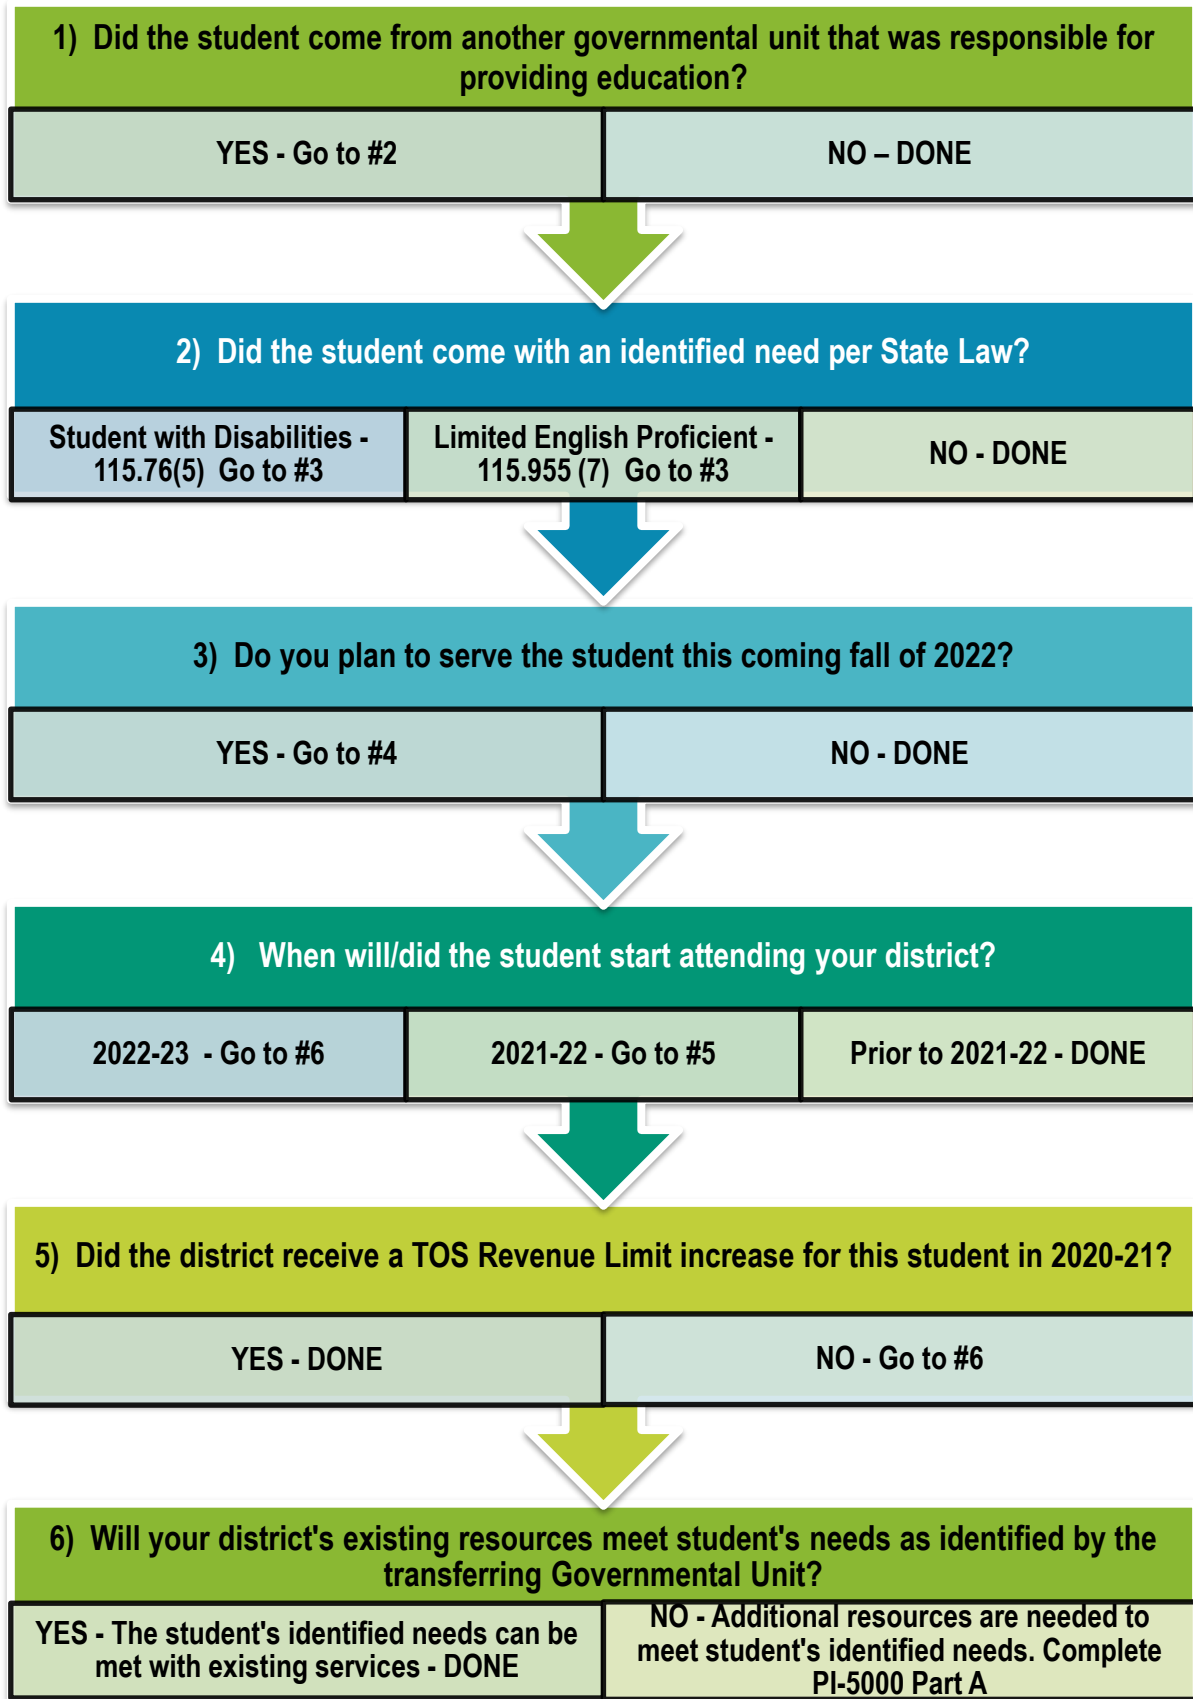 1)  Did the student come from another governmental unit that was responsible for
providing education?
YES - Go to #2
NO – DONE
2)  Did the student come with an identified need per State Law?
Student with Disabilities -
115.76(5)  Go to #3
Limited English Proficient -
115.955 (7)  Go to #3
NO - DONE
3)  Do you plan to serve the student this coming fall of 2022?
YES - Go to #4
NO - DONE
4)   When will/did the student start attending your district?
2022-23  - Go to #6
2021-22 - Go to #5
Prior to 2021-22 - DONE
5)  Did the district receive a TOS Revenue Limit increase for this student in 2020-21?
YES - DONE
NO - Go to #6
6)  Will your district's existing resources meet student's needs as identified by the
transferring Governmental Unit?
YES - The student's identified needs can be
met with existing services - DONE
NO - Additional resources are needed to
meet student's identified needs. Complete
PI-5000 Part A